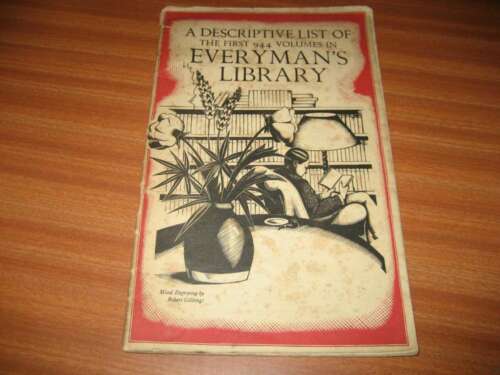 A DESCRIPTIVE LIST OF
THE FIRST 944 VOLUMES IN
EVERYMAN'S
LIBRARY
Wood Engraving by
Robert Gibbings